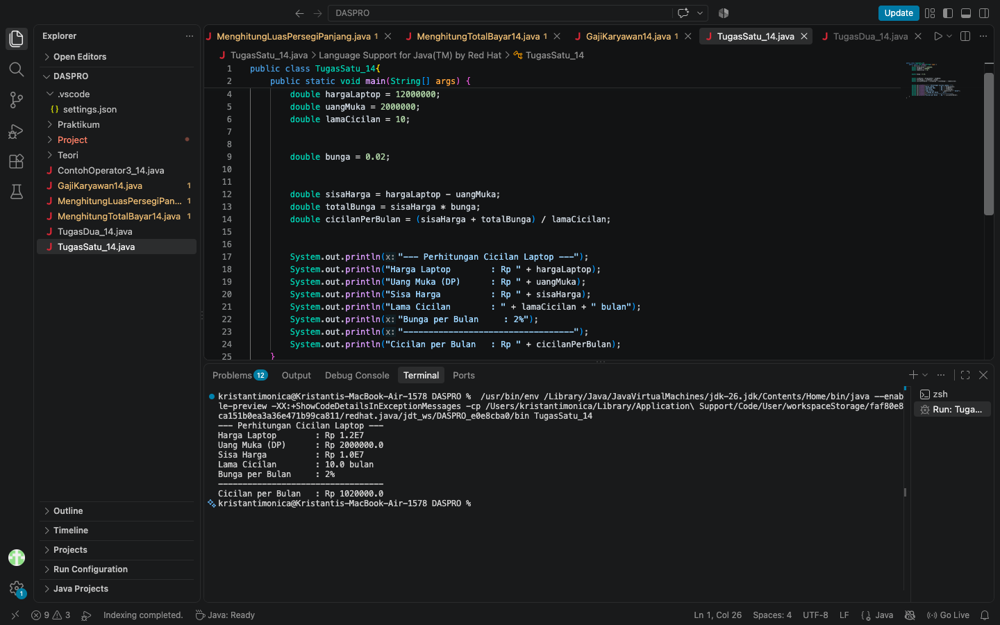 DASPRO
Update
Explorer
Open Editors
DASPRO
.vscode
{} settings.json
Praktikum
Project
Teori
J ContohOperator3_14.java
J GajiKaryawan14.java 1
J MenghitungLuasPersegiPan... 1
J MenghitungTotalBayar14.java 1
J TugasDua_14.java
J TugasSatu_14.java
Outline
Timeline
Projects
Run Configuration
Java Projects
1
J MenghitungLuasPersegiPanjang.java 1
J MenghitungTotalBayar14.java 1
J GajiKaryawan14.java 1
J TugasSatu_14.java
J TugasDua_14.java
J TugasSatu_14.java > Language Support for Java(TM) by Red Hat > TugasSatu_14
1 public class TugasSatu_14{
2 public static void main(String[] args) {
4 double hargaLaptop = 12000000;
5 double uangMuka = 2000000;
6 double lamaCicilan = 10;
7
8
9 double bunga = 0.02;
10
11
12 double sisaHarga = hargaLaptop - uangMuka;
13 double totalBunga = sisaHarga * bunga;
14 double cicilanPerBulan = (sisaHarga + totalBunga) / lamaCicilan;
15
16
17 System.out.println(x: "--- Perhitungan Cicilan Laptop ---");
18 System.out.println("Harga Laptop        : Rp " + hargaLaptop);
19 System.out.println("Uang Muka (DP)      : Rp " + uangMuka);
20 System.out.println("Sisa Harga          : Rp " + sisaHarga);
21 System.out.println("Lama Cicilan        : " + lamaCicilan + " bulan");
22 System.out.println(x: "Bunga per Bulan     : 2%");
23 System.out.println(x: "----------------------------------");
24 System.out.println("Cicilan per Bulan   : Rp " + cicilanPerBulan);
25 }
Problems 12
Output
Debug Console
Terminal
Ports
kristantimonica@Kristantis-MacBook-Air-1578 DASPRO %  /usr/bin/env /Library/Java/JavaVirtualMachines/jdk-26.jdk/Contents/Home/bin/java --enab
le-preview -XX:+ShowCodeDetailsInExceptionMessages -cp /Users/kristantimonica/Library/Application\ Support/Code/User/workspaceStorage/faf80e8
ca151b0ea3a36e471b99ca811/redhat.java/jdt_ws/DASPRO_e0e8cba0/bin TugasSatu_14
--- Perhitungan Cicilan Laptop ---
Harga Laptop        : Rp 1.2E7
Uang Muka (DP)      : Rp 2000000.0
Sisa Harga          : Rp 1.0E7
Lama Cicilan        : 10.0 bulan
Bunga per Bulan     : 2%
----------------------------------
Cicilan per Bulan   : Rp 1020000.0
kristantimonica@Kristantis-MacBook-Air-1578 DASPRO %
zsh
Run: Tuga...
9 3
Indexing completed.
Java: Ready
Ln 1, Col 26
Spaces: 4
UTF-8
LF
{} Java
Go Live